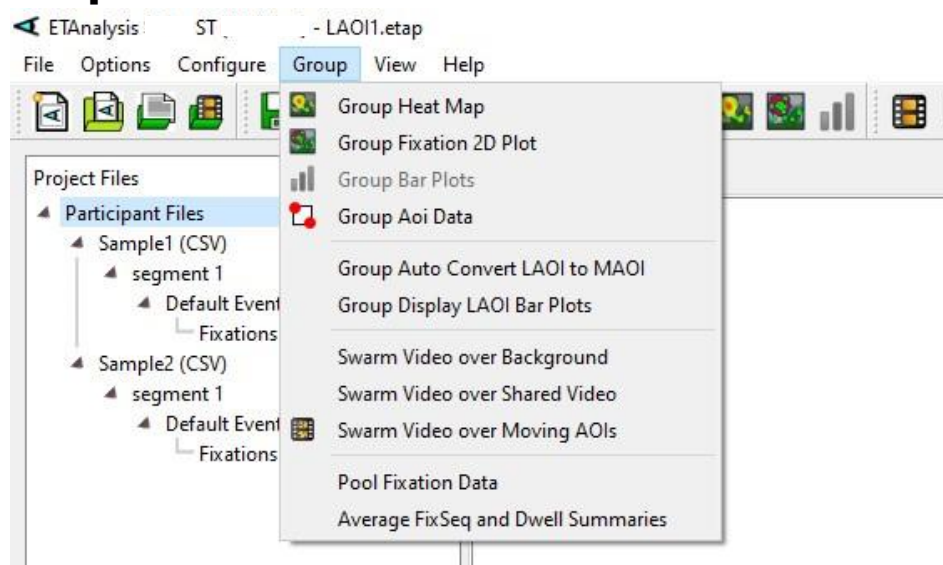 ETAnalysis ST - LAOI1.etap
File Options Configure Group View Help
Project Files
Participant Files
Sample1 (CSV)
segment 1
Default Event
Fixations
Sample2 (CSV)
segment 1
Default Event
Fixations
Group Heat Map
Group Fixation 2D Plot
Group Bar Plots
Group Aoi Data
Group Auto Convert LAOI to MAOI
Group Display LAOI Bar Plots
Swarm Video over Background
Swarm Video over Shared Video
Swarm Video over Moving AOIs
Pool Fixation Data
Average FixSeq and Dwell Summaries